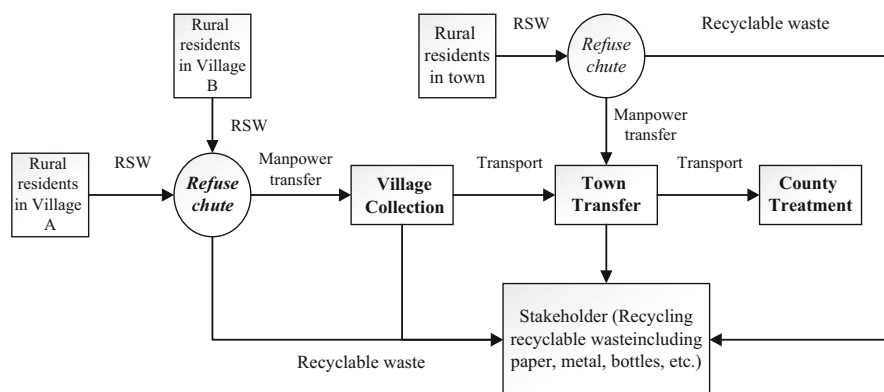 Rural
residents
in Village
B
RSW
Rural
residents
in town
RSW
Refuse
chute
Recyclable waste
Manpower
transfer
Rural
residents
in Village
A
RSW
Refuse
chute
Manpower
transfer
Village
Collection
Transport
Town
Transfer
Transport
County
Treatment
Stakeholder (Recycling
recyclable wasteincluding
paper, metal, bottles, etc.)
Recyclable waste